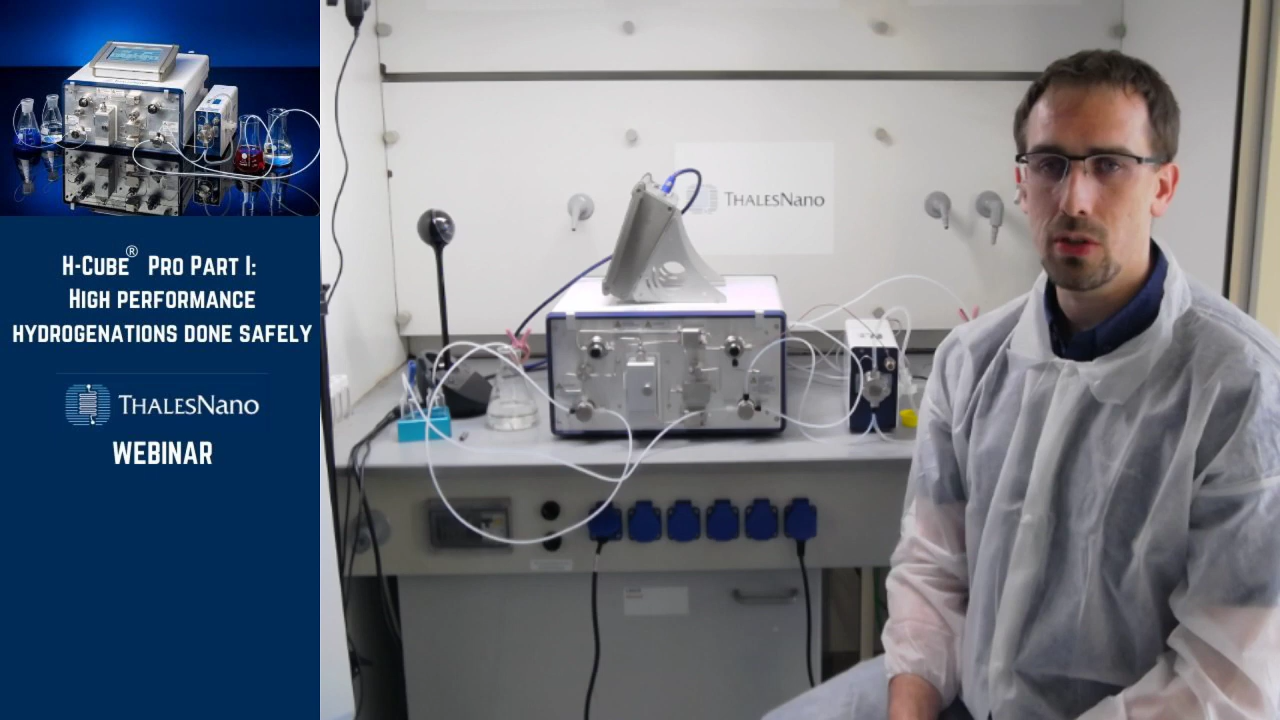 H-Cube® Pro Part I:
High performance
hydrogenations done safely
ThalesNano
WEBINAR
ThalesNano